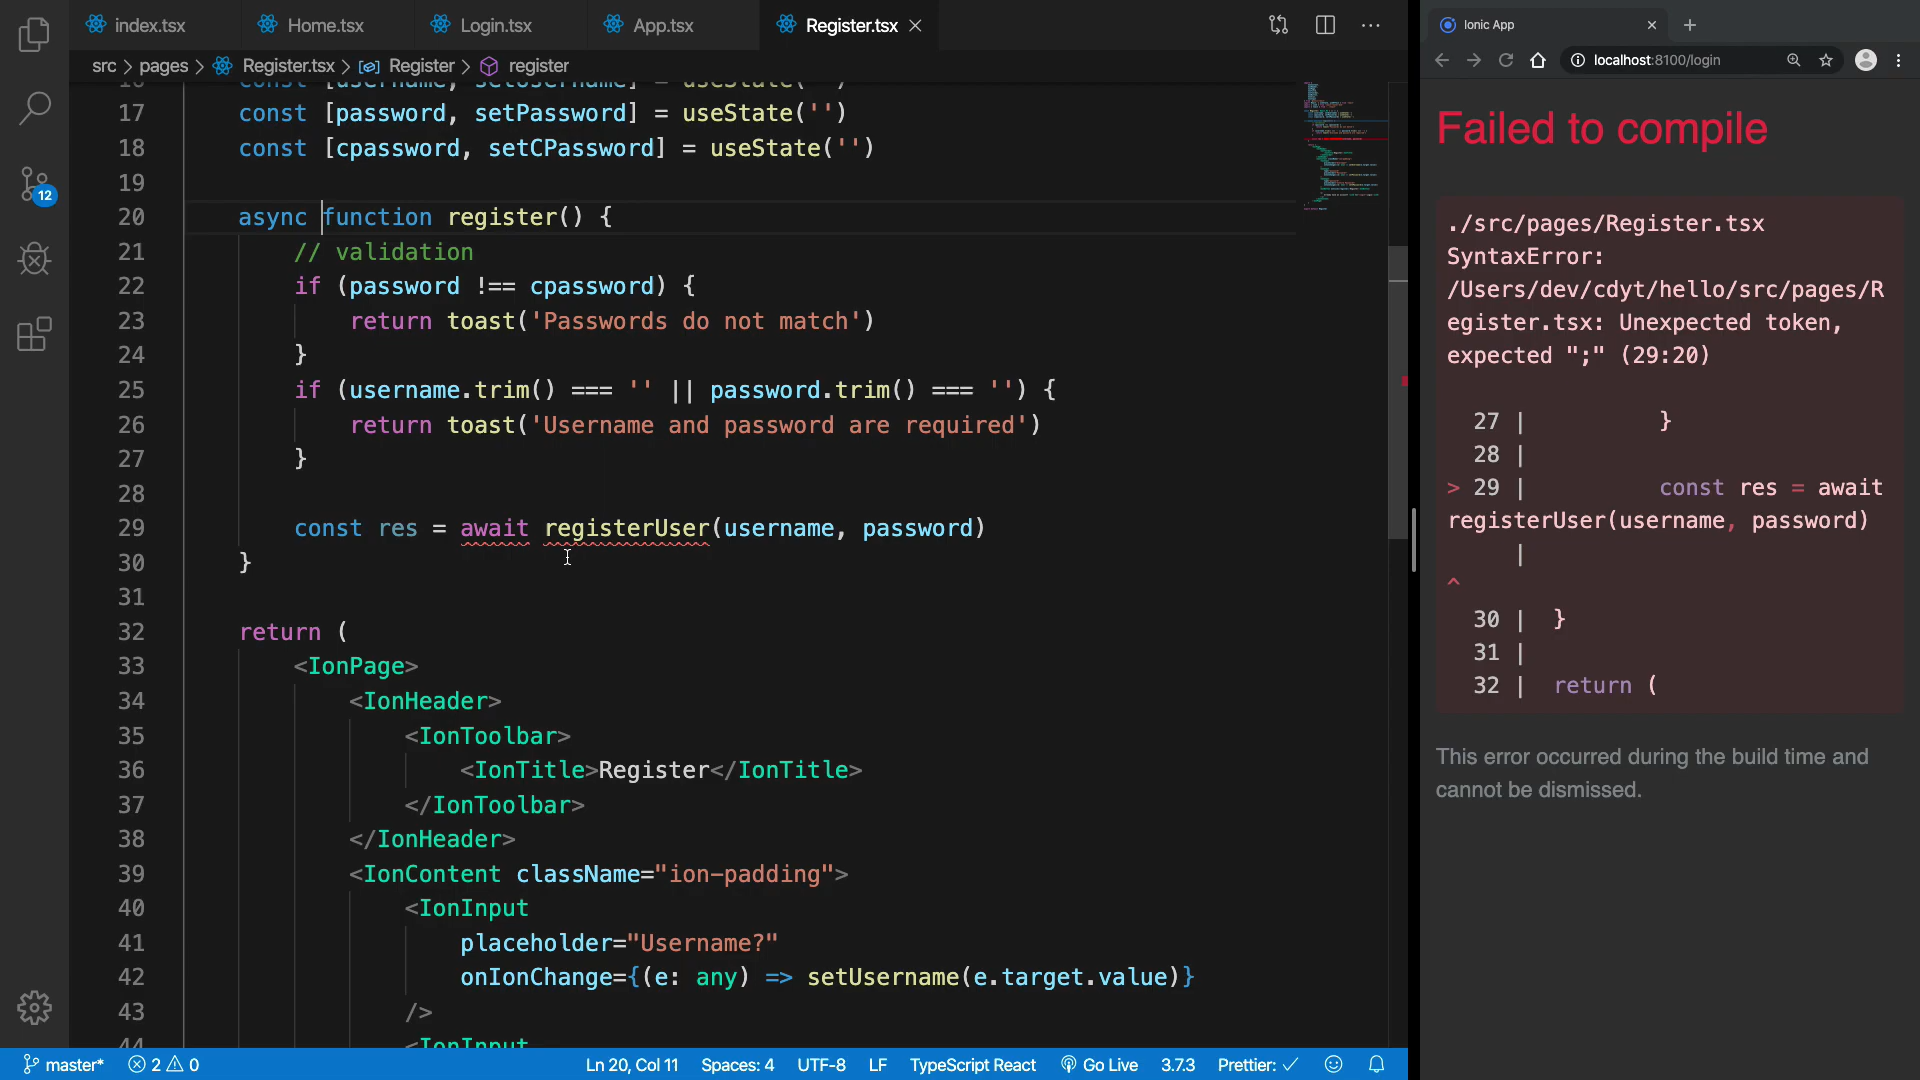 index.tsx
Home.tsx
Login.tsx
App.tsx
Register.tsx
src > pages > Register.tsx > Register > register
const [username, setUsername] = useState('')
17 const [password, setPassword] = useState('')
18 const [cpassword, setCPassword] = useState('')
19
20 async function register() {
21 // validation
22 if (password !== cpassword) {
23 return toast('Passwords do not match')
24 }
25 if (username.trim() === '' || password.trim() === '') {
26 return toast('Username and password are required')
27 }
28
29 const res = await registerUser(username, password)
30 }
31
32 return (
33 <IonPage>
34 <IonHeader>
35 <IonToolbar>
36 <IonTitle>Register</IonTitle>
37 </IonToolbar>
38 </IonHeader>
39 <IonContent className="ion-padding">
40 <IonInput
41 placeholder="Username?"
42 onIonChange={(e: any) => setUsername(e.target.value)}
43 />
44 <IonInput
12
master* 2 0 Ln 20, Col 11 Spaces: 4 UTF-8 LF TypeScript React Go Live 3.7.3 Prettier: ✓
Ionic App
localhost:8100/login
Failed to compile
./src/pages/Register.tsx
SyntaxError:
/Users/dev/cdyt/hello/src/pages/R
egister.tsx: Unexpected token,
expected ";" (29:20)
27 | }
28 |
> 29 | const res = await
registerUser(username, password)
|
^
30 | }
31 |
32 | return (
This error occurred during the build time and
cannot be dismissed.